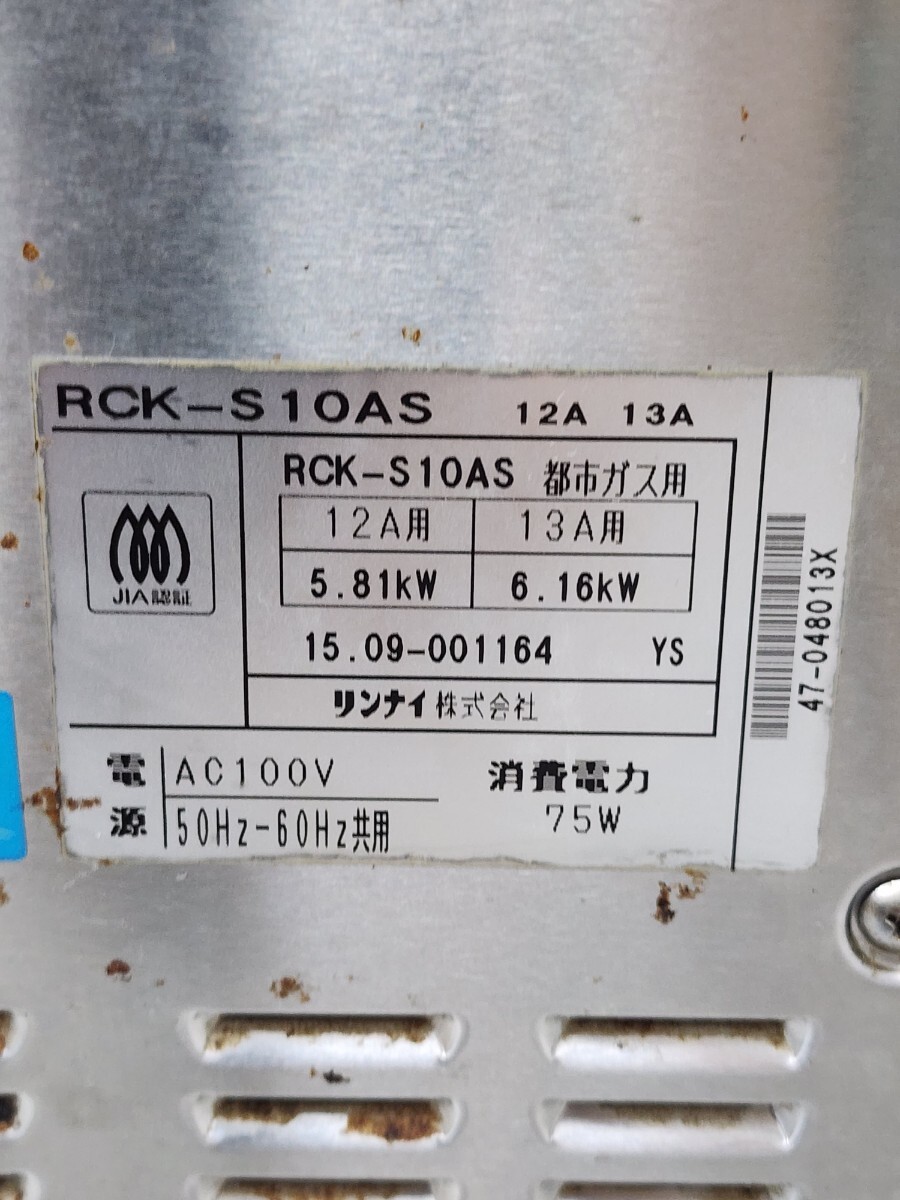 RCK-S10AS 12A 13A
RCK-S10AS 都市ガス用
12A用 13A用
5.81kW 6.16kW
JIA認証
15.09-001164 YS
リンナイ株式会社
電源 AC100V
50Hz-60Hz共用
消費電力
75W
47-048013X